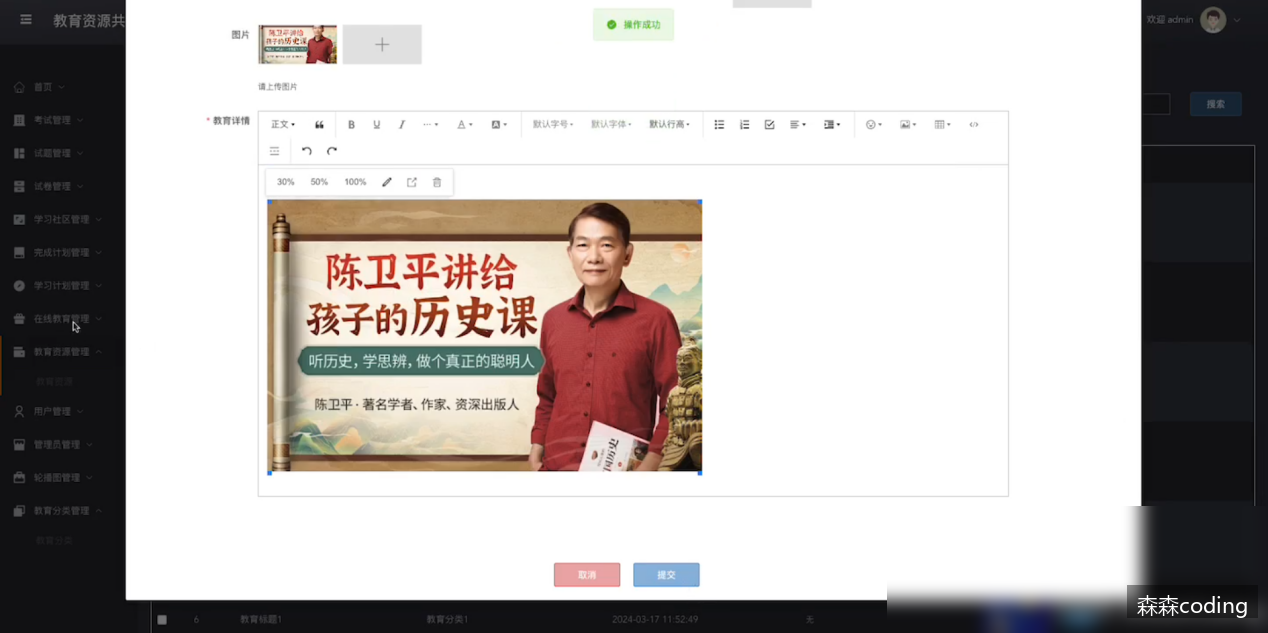 教育资源共
操作成功
欢迎 admin
图片
请上传图片
搜索
首页
考试管理
试题管理
试卷管理
学习社区管理
完成计划管理
学习计划管理
在线教育管理
教育资源管理
教育资源
用户管理
管理员管理
轮播图管理
教育分类管理
教育分类
* 教育详情
正文
B U I A A 默认字号 默认字体 默认行高
30% 50% 100%
陈卫平讲给
孩子的历史课
听历史，学思辨，做个真正的聪明人
陈卫平 · 著名学者、作家、资深出版人
国历史
取消 提交
6 教育标题1 教育分类1 2024-03-17 11:52:49 无
森森coding